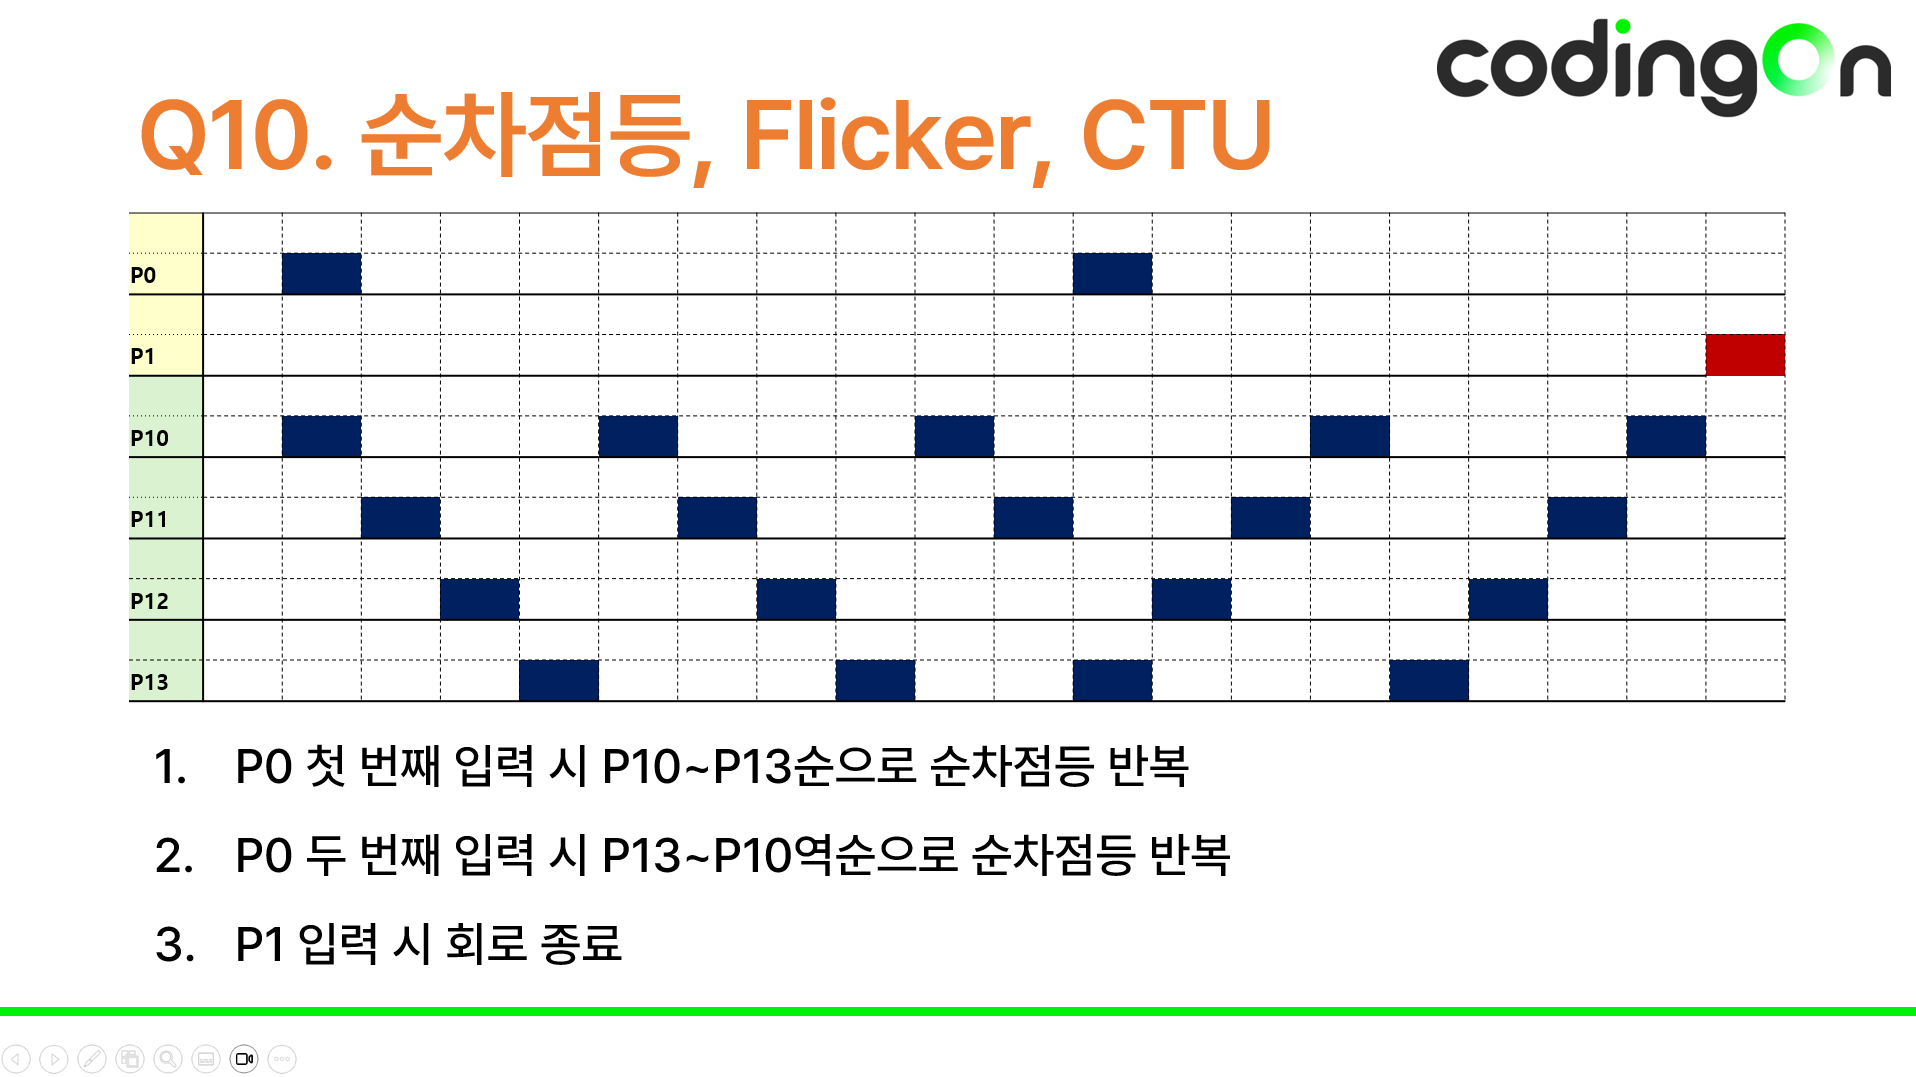 codingOn
Q10. 순차점등, Flicker, CTU
P0
P1
P10
P11
P12
P13
1. P0 첫 번째 입력 시 P10~P13순으로 순차점등 반복
2. P0 두 번째 입력 시 P13~P10역순으로 순차점등 반복
3. P1 입력 시 회로 종료